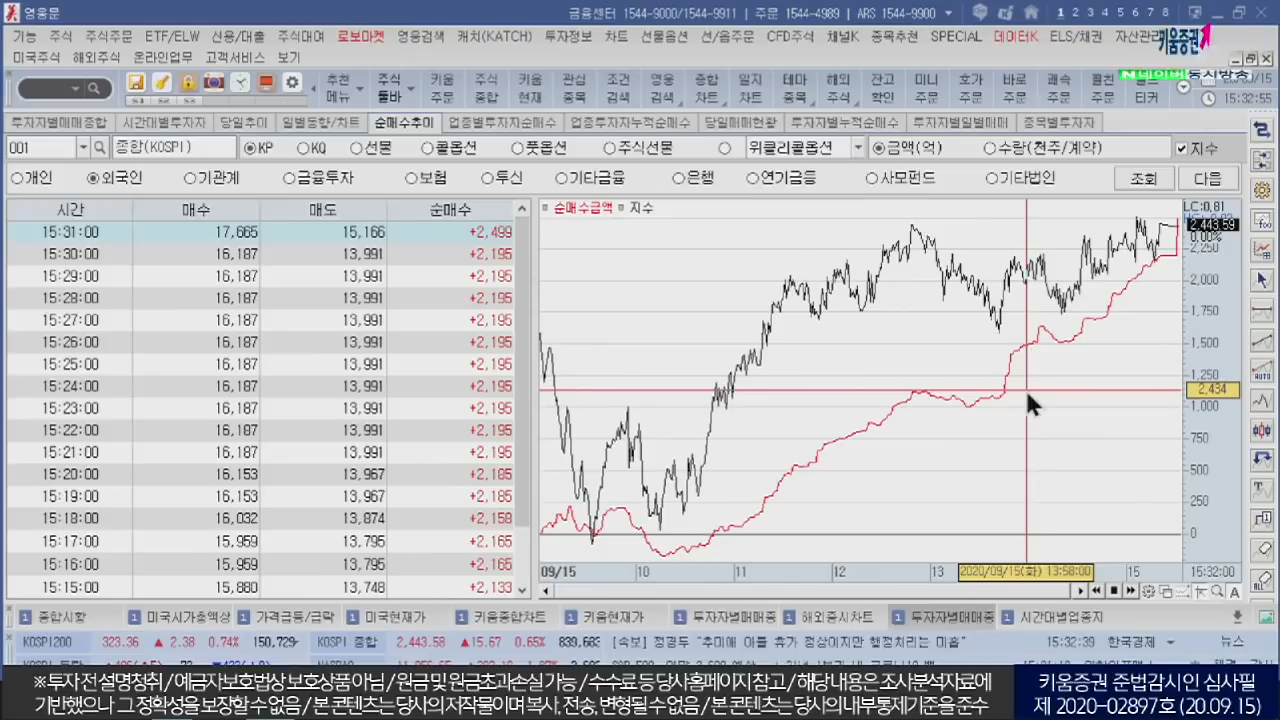 영웅문
금융센터 1544-9000/1544-9911 | 주문 1544-4989 | ARS 1544-9900
1 2 3 4 5 6 7 8
기능 주식 주식주문 ETF/ELW 신용/대출 주식대여 로보마켓 영웅검색 캐치(KATCH) 투자정보 차트 선물옵션 선/옵주문 CFD주식 채널K 종목추천 SPECIAL 데이터K ELS/채권 자산관리
키움증권
미국주식 해외주식 온라인업무 고객서비스 보기
추천 메뉴 주식 툴바 키움 주문 주식 종합 키움 현재 관심 종목 조건 검색 영웅 검색 종합 차트 일지 차트 테마 종목 해외 주식 잔고 확인 미니 주문 호가 주문 바로 주문 쾌속 주문 주문 티커
15:32:55
투자자별매매종합 시간대별투자자 당일추이 일별동향/차트 순매수추이 업종별투자자순매수 업종투자자누적순매수 당일매매현황 투자자별누적순매수 투자자별일별매매 종목별투자자
001 종합(KOSPI) KP KQ 선물 콜옵션 풋옵션 주식선물 위클리콜옵션 금액(억) 수량(천주/계약) 지수
개인 외국인 기관계 금융투자 보험 투신 기타금융 은행 연기금등 사모펀드 기타법인 조회 다음
시간 매수 매도 순매수
15:31:00 17,665 15,166 +2,499
15:30:00 16,187 13,991 +2,195
15:29:00 16,187 13,991 +2,195
15:28:00 16,187 13,991 +2,195
15:27:00 16,187 13,991 +2,195
15:26:00 16,187 13,991 +2,195
15:25:00 16,187 13,991 +2,195
15:24:00 16,187 13,991 +2,195
15:23:00 16,187 13,991 +2,195
15:22:00 16,187 13,991 +2,195
15:21:00 16,187 13,991 +2,195
15:20:00 16,153 13,967 +2,185
15:19:00 16,153 13,967 +2,185
15:18:00 16,032 13,874 +2,158
15:17:00 15,959 13,795 +2,165
15:16:00 15,959 13,795 +2,165
15:15:00 15,880 13,748 +2,133
순매수금액 지수
LC:0.81
2,443.59
0.00%
2,250
2,000
1,750
1,500
1,250
2,434
1,000
750
500
250
0
09/15 10 11 12 13 2020/09/15(화) 13:58:00 15 15:32:00
1 종합시황 1 미국시가총액상 2 가격급등/급락 1 미국현재가 2 키움종합차트 1 키움현재가 1 투자자별매매종 1 해외증시차트 1 투자자별매매종 1 시간대별업종지
KOSPI200 323.36 ▲ 2.38 0.74% 150,729 KOSPI 종합 2,443.58 ▲15.67 0.65% 839,683 [속보] 정경두 "추미애 아들 휴가 정상이지만 행정처리는 미흡" 15:32:39 한국경제 뉴스
※투자 전 설명청취 / 예금자보호법상 보호상품 아님 / 원금 및 원금초과손실 가능 / 수수료 등 당사홈페이지 참고 / 해당 내용은 조사분석자료에
기반했으나 그 정확성을 보장할 수 없음 / 본 콘텐츠는 당사의 저작물이며 복사, 전송, 변형될 수 없음 / 본 콘텐츠는 당사의 내부통제기준을 준수
키움증권 준법감시인 심사필
제 2020-02897호 (20.09.15)